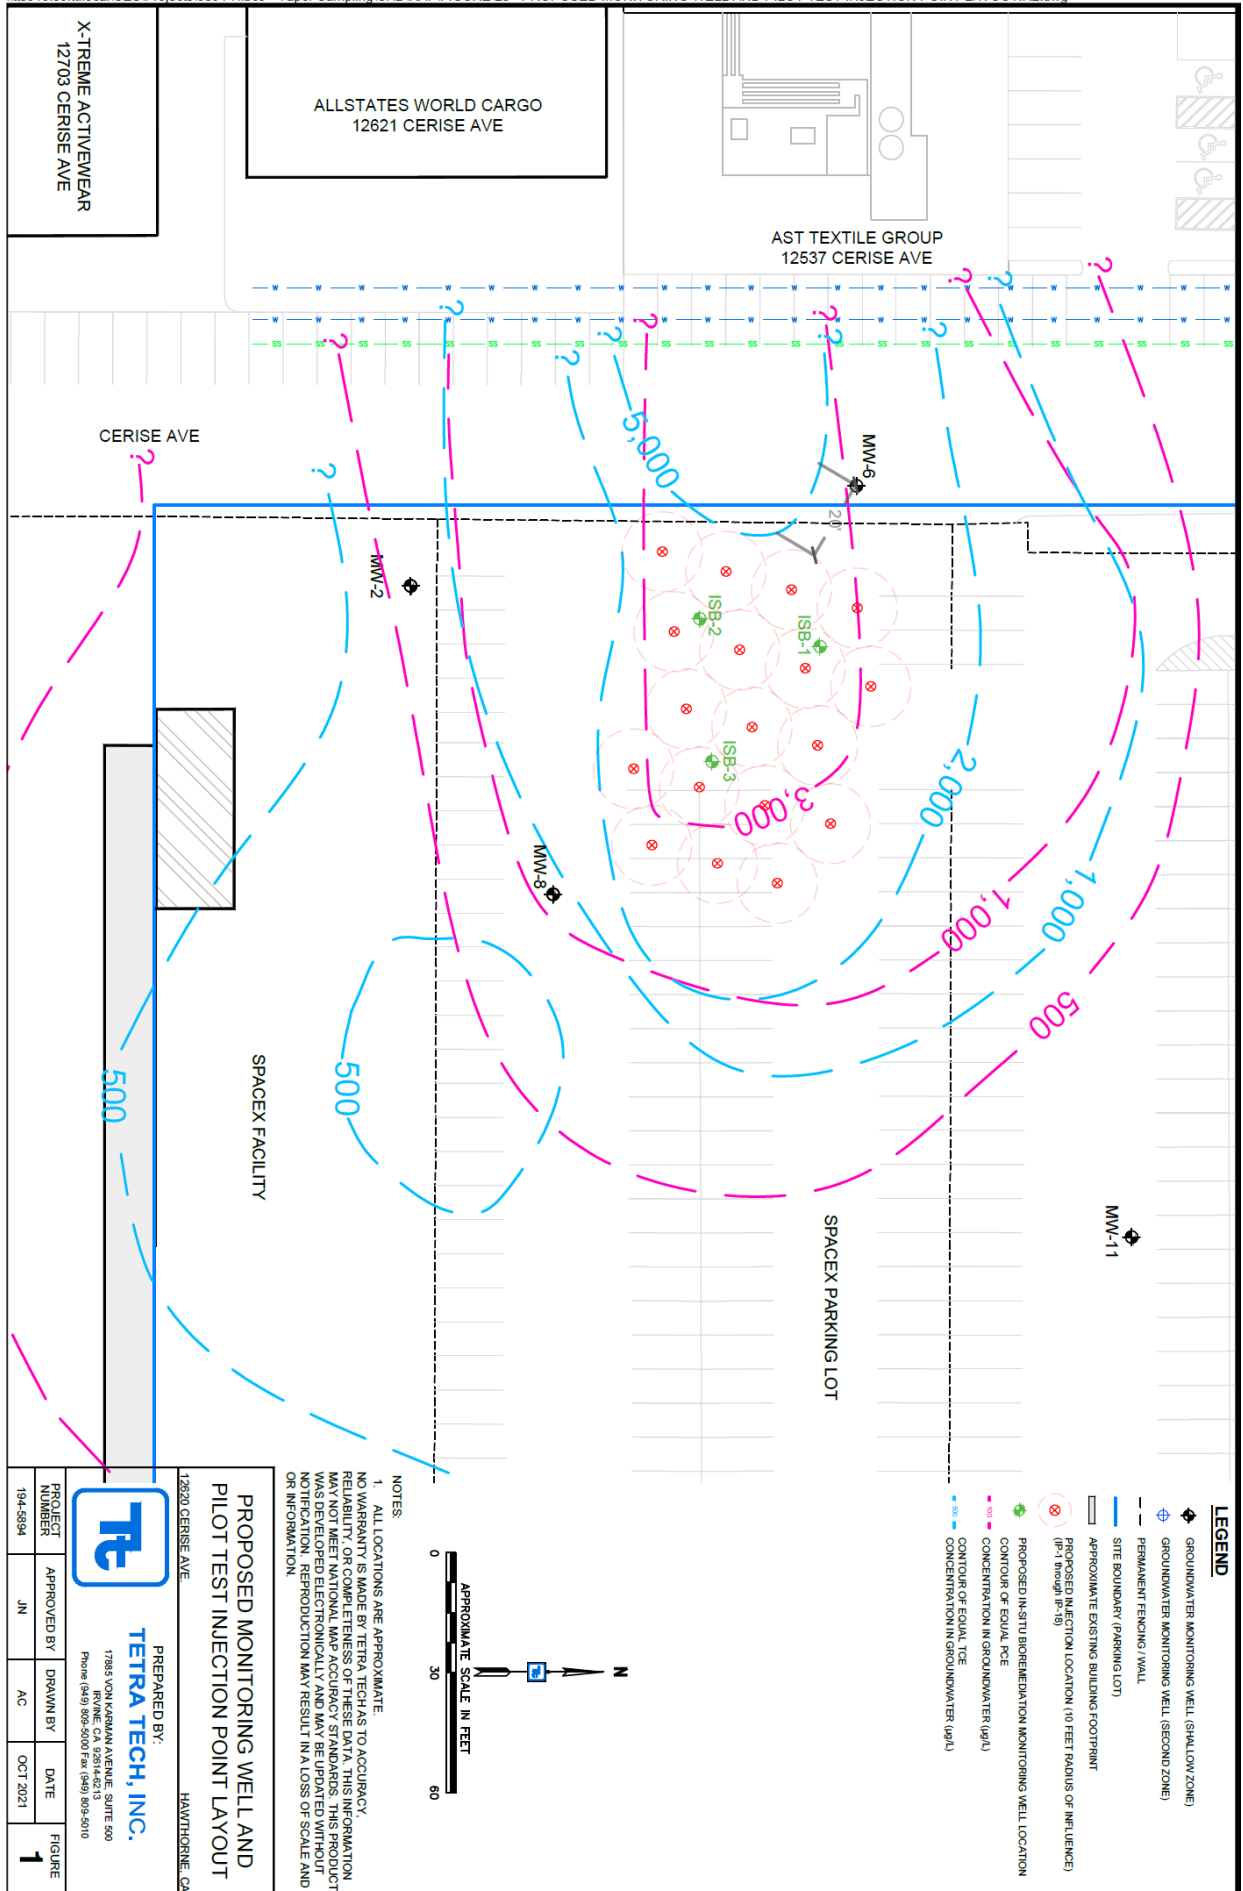 X-TREME ACTIVEWEAR
12703 CERISE AVE
ALLSTATES WORLD CARGO
12621 CERISE AVE
AST TEXTILE GROUP
12537 CERISE AVE
CERISE AVE
MW-6
20'
MW-2
MW-8
MW-11
ISB-1
ISB-2
ISB-3
5,000
3,000
2,000
1,000
1,000
500
500
500
SPACEX FACILITY
SPACEX PARKING LOT
LEGEND
GROUNDWATER MONITORING WELL (SHALLOW ZONE)
GROUNDWATER MONITORING WELL (SECOND ZONE)
PERMANENT FENCING / WALL
SITE BOUNDARY (PARKING LOT)
APPROXIMATE EXISTING BUILDING FOOTPRINT
PROPOSED INJECTION LOCATION (10 FEET RADIUS OF INFLUENCE)
(IP-1 through IP-18)
PROPOSED IN-SITU BIOREMEDIATION MONITORING WELL LOCATION
100
CONTOUR OF EQUAL PCE
CONCENTRATION IN GROUNDWATER (µg/L)
500
CONTOUR OF EQUAL TCE
CONCENTRATION IN GROUNDWATER (µg/L)
N
0 30 60
APPROXIMATE SCALE IN FEET
NOTES:
1. ALL LOCATIONS ARE APPROXIMATE.
NO WARRANTY IS MADE BY TETRA TECH AS TO ACCURACY,
RELIABILITY, OR COMPLETENESS OF THESE DATA. THIS INFORMATION
MAY NOT MEET NATIONAL MAP ACCURACY STANDARDS. THIS PRODUCT
WAS DEVELOPED ELECTRONICALLY AND MAY BE UPDATED WITHOUT
NOTIFICATION. REPRODUCTION MAY RESULT IN A LOSS OF SCALE AND
OR INFORMATION.
PROPOSED MONITORING WELL AND
PILOT TEST INJECTION POINT LAYOUT
12620 CERISE AVE. HAWTHORNE, CA
Tt
PREPARED BY:
TETRA TECH, INC.
17885 VON KARMAN AVENUE, SUITE 500
IRVINE, CA 92614-6213
Phone (949) 809-5000 Fax (949) 809-5010
PROJECT NUMBER APPROVED BY DRAWN BY DATE FIGURE
194-5894 JN AC OCT 2021 1